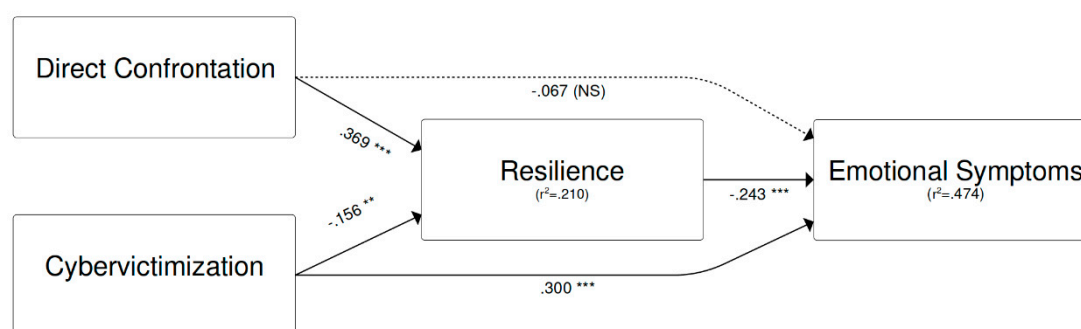 Direct Confrontation
-.067 (NS)
.369 ***
Resilience
(r²=.210)
Emotional Symptoms
(r²=.474)
-.243 ***
-.156 **
Cybervictimization
.300 ***